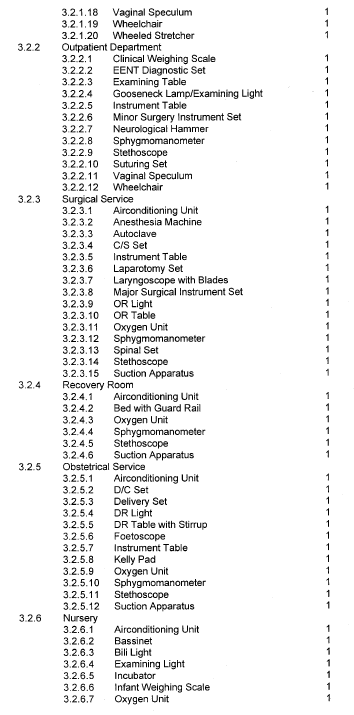 3.2.1.18 Vaginal Speculum 1
3.2.1.19 Wheelchair 1
3.2.1.20 Wheeled Stretcher 1
3.2.2 Outpatient Department
3.2.2.1 Clinical Weighing Scale 1
3.2.2.2 EENT Diagnostic Set 1
3.2.2.3 Examining Table 1
3.2.2.4 Gooseneck Lamp/Examining Light 1
3.2.2.5 Instrument Table 1
3.2.2.6 Minor Surgery Instrument Set 1
3.2.2.7 Neurological Hammer 1
3.2.2.8 Sphygmomanometer 1
3.2.2.9 Stethoscope 1
3.2.2.10 Suturing Set 1
3.2.2.11 Vaginal Speculum 1
3.2.2.12 Wheelchair 1
3.2.3 Surgical Service
3.2.3.1 Airconditioning Unit 1
3.2.3.2 Anesthesia Machine 1
3.2.3.3 Autoclave 1
3.2.3.4 C/S Set 1
3.2.3.5 Instrument Table 1
3.2.3.6 Laparotomy Set 1
3.2.3.7 Laryngoscope with Blades 1
3.2.3.8 Major Surgical Instrument Set 1
3.2.3.9 OR Light 1
3.2.3.10 OR Table 1
3.2.3.11 Oxygen Unit 1
3.2.3.12 Sphygmomanometer 1
3.2.3.13 Spinal Set 1
3.2.3.14 Stethoscope 1
3.2.3.15 Suction Apparatus 1
3.2.4 Recovery Room
3.2.4.1 Airconditioning Unit 1
3.2.4.2 Bed with Guard Rail 1
3.2.4.3 Oxygen Unit 1
3.2.4.4 Sphygmomanometer 1
3.2.4.5 Stethoscope 1
3.2.4.6 Suction Apparatus 1
3.2.5 Obstetrical Service
3.2.5.1 Airconditioning Unit 1
3.2.5.2 D/C Set 1
3.2.5.3 Delivery Set 1
3.2.5.4 DR Light 1
3.2.5.5 DR Table with Stirrup 1
3.2.5.6 Foetoscope 1
3.2.5.7 Instrument Table 1
3.2.5.8 Kelly Pad 1
3.2.5.9 Oxygen Unit 1
3.2.5.10 Sphygmomanometer 1
3.2.5.11 Stethoscope 1
3.2.5.12 Suction Apparatus 1
3.2.6 Nursery
3.2.6.1 Airconditioning Unit 1
3.2.6.2 Bassinet 1
3.2.6.3 Bili Light 1
3.2.6.4 Examining Light 1
3.2.6.5 Incubator 1
3.2.6.6 Infant Weighing Scale 1
3.2.6.7 Oxygen Unit 1